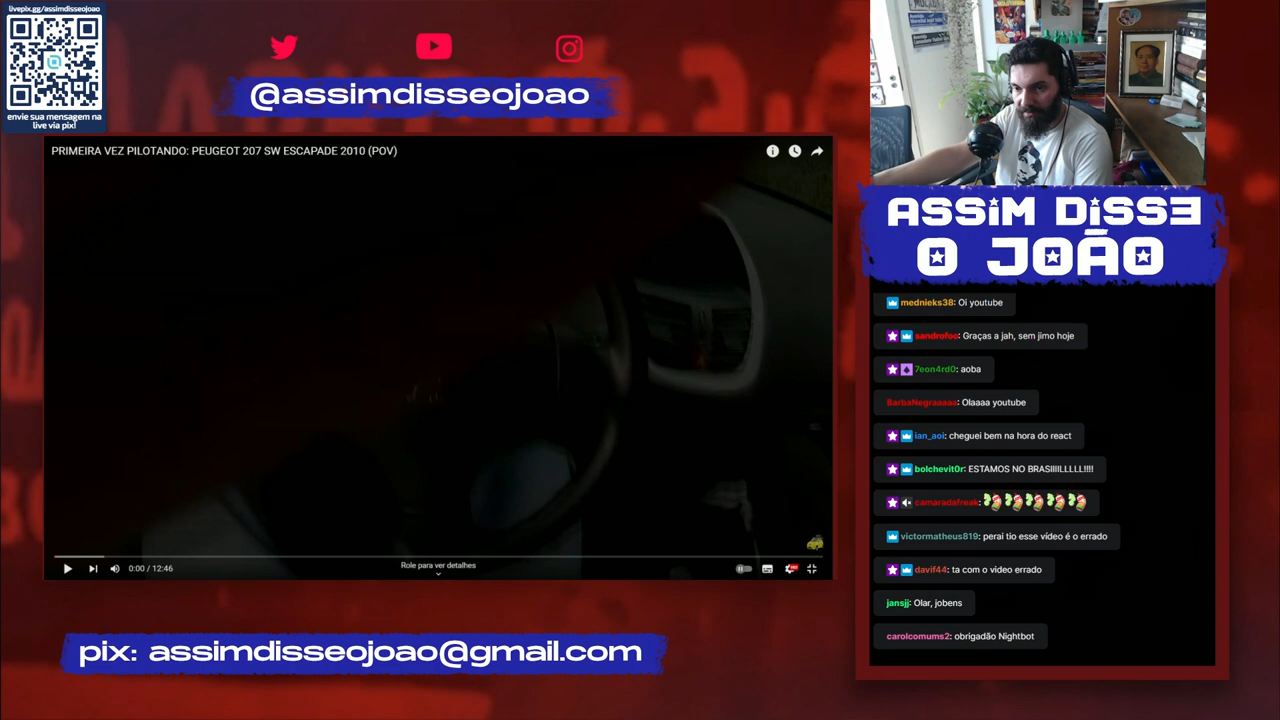 livepix.gg/assimdisseojoao
envie sua mensagem na
live via pix!
@assimdisseojoao
PRIMEIRA VEZ PILOTANDO: PEUGEOT 207 SW ESCAPADE 2010 (POV)
0:00 / 12:46
Role para ver detalhes
pix: assimdisseojoao@gmail.com
ASSIM DISSE
O JOÃO
mednieks38: Oi youtube
sandrofoo: Graças a jah, sem jimo hoje
7eon4rd0: aoba
BarbaNegraaaas: Olaaaa youtube
ian_aoi: cheguei bem na hora do react
bolchevit0r: ESTAMOS NO BRASIIIILLLLL!!!!
camaradafreak:
victormatheus819: perai tio esse vídeo é o errado
davif44: ta com o video errado
jansjj: Olar, jobens
carolcomums2: obrigadão Nightbot